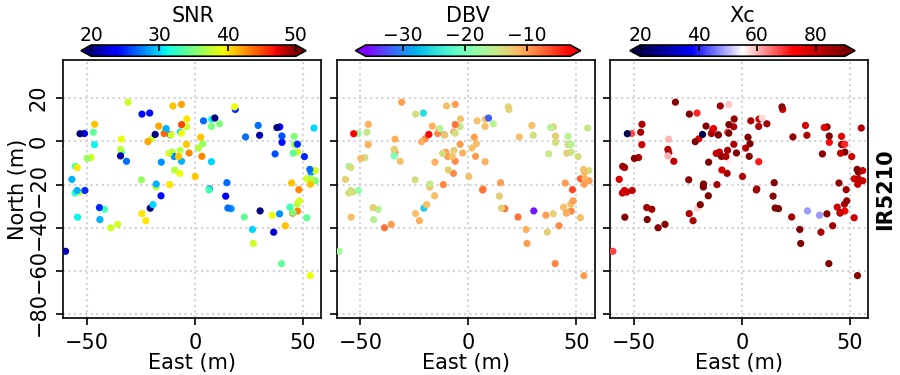 SNR DBV Xc
20 30 40 50 −30 −20 −10 20 40 60 80
20
0
−20
−40
−60
−80
North (m)
IR5210
−50 0 50 −50 0 50 −50 0 50
East (m) East (m) East (m)